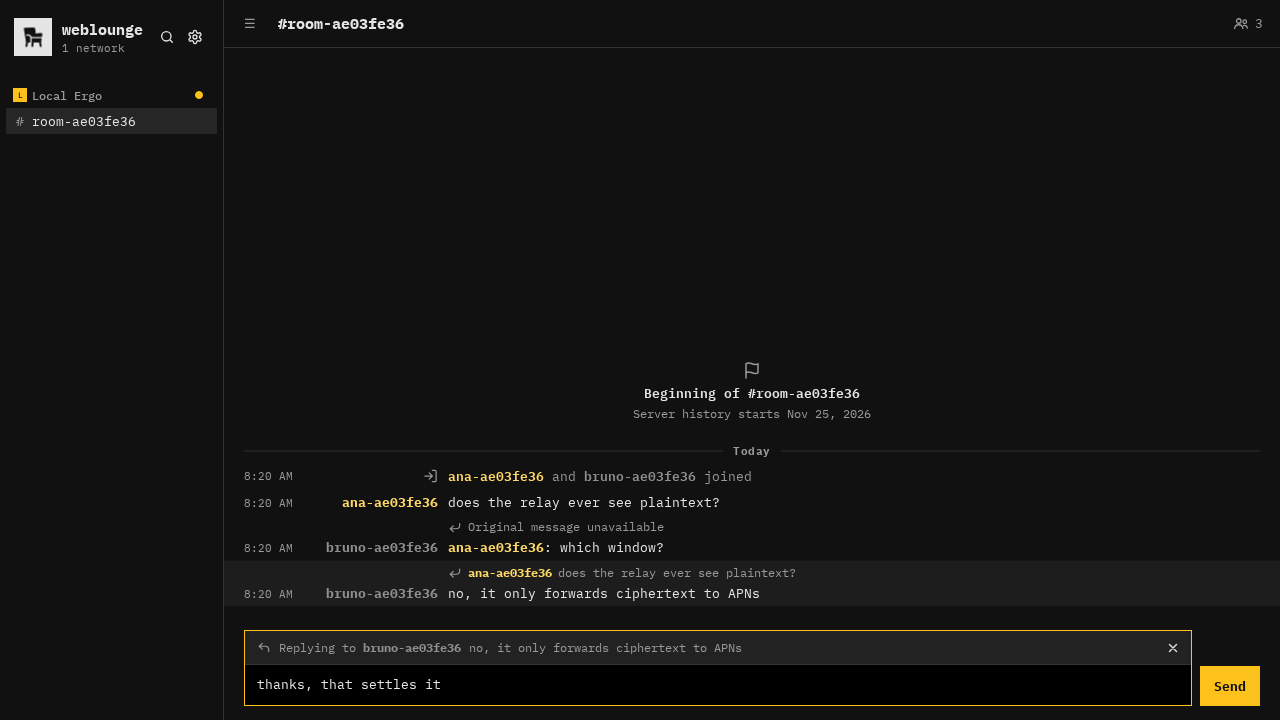 weblounge
1 network
L Local Ergo
# room-ae03fe36
#room-ae03fe36
3
Beginning of #room-ae03fe36
Server history starts Nov 25, 2026
Today
8:20 AM ana-ae03fe36 and bruno-ae03fe36 joined
8:20 AM ana-ae03fe36 does the relay ever see plaintext?
Original message unavailable
8:20 AM bruno-ae03fe36 ana-ae03fe36: which window?
ana-ae03fe36 does the relay ever see plaintext?
8:20 AM bruno-ae03fe36 no, it only forwards ciphertext to APNs
Replying to bruno-ae03fe36 no, it only forwards ciphertext to APNs
thanks, that settles it
Send